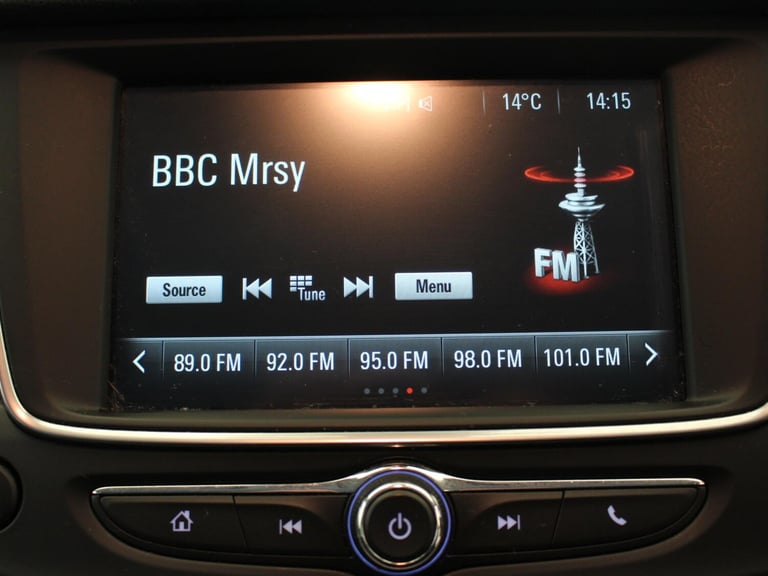 14°C 14:15
BBC Mrsy
FM
Source Tune Menu
89.0 FM 92.0 FM 95.0 FM 98.0 FM 101.0 FM